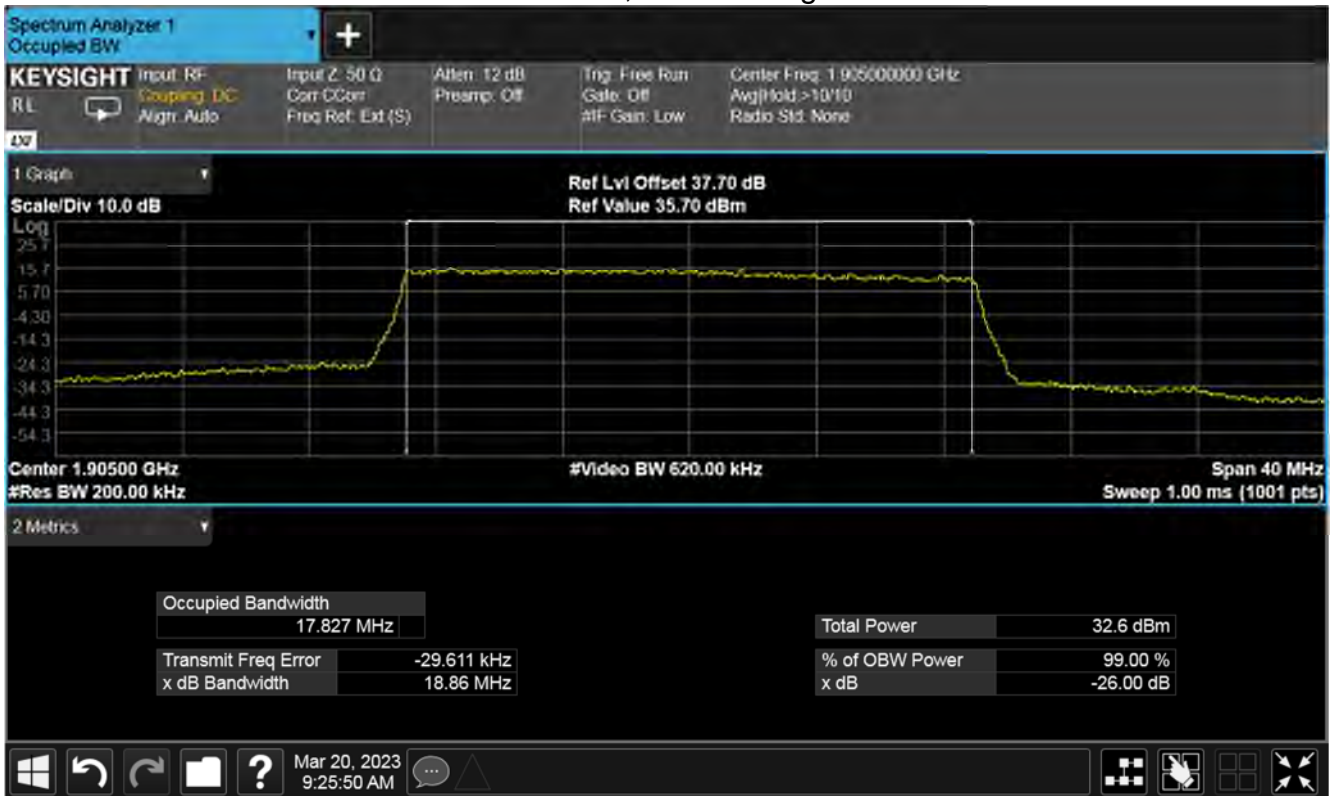 Spectrum Analyzer 1
Occupied BW
+
KEYSIGHT Input: RF Input Z: 50 Ω Atten: 12 dB Trig: Free Run Center Freq: 1.905000000 GHz
RL Coupling: DC Corr CCorr Preamp: Off Gate: Off Avg|Hold:>10/10
Align: Auto Freq Ref: Ext (S) #IF Gain: Low Radio Std: None
LXI
1 Graph
Ref Lvl Offset 37.70 dB
Scale/Div 10.0 dB Ref Value 35.70 dBm
Log
25.7
15.7
5.70
-4.30
-14.3
-24.3
-34.3
-44.3
-54.3
Center 1.90500 GHz #Video BW 620.00 kHz Span 40 MHz
#Res BW 200.00 kHz Sweep 1.00 ms (1001 pts)
2 Metrics
Occupied Bandwidth
17.827 MHz Total Power 32.6 dBm
Transmit Freq Error -29.611 kHz % of OBW Power 99.00 %
x dB Bandwidth 18.86 MHz x dB -26.00 dB
? Mar 20, 2023
9:25:50 AM